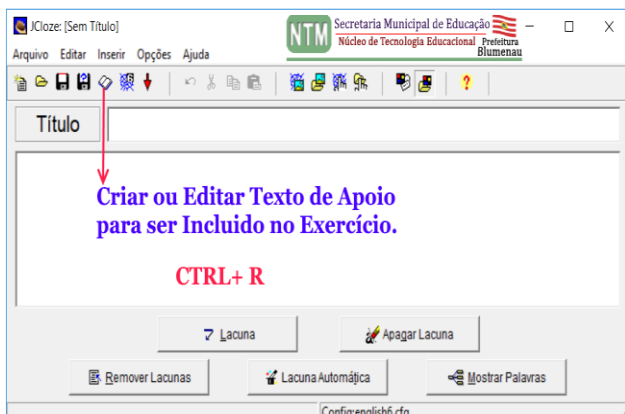 JCloze: [Sem Título]
NTM
Secretaria Municipal de Educação
Núcleo de Tecnologia Educacional
Prefeitura
Blumenau
Arquivo Editar Inserir Opções Ajuda
Título
Criar ou Editar Texto de Apoio
para ser Incluido no Exercício.
CTRL+ R
Lacuna
Apagar Lacuna
Remover Lacunas
Lacuna Automática
Mostrar Palavras
Config:english6.cfg